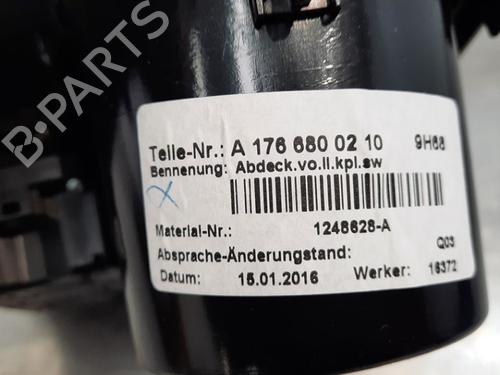 B-PARTS
Teile-Nr.: A 176 680 02 10 9H68
Bennenung: Abdeck.vo.li.kpl.sw
Material-Nr.: 1248628-A
Absprache-Änderungstand: Q03
Datum: 15.01.2016 Werker: 16372